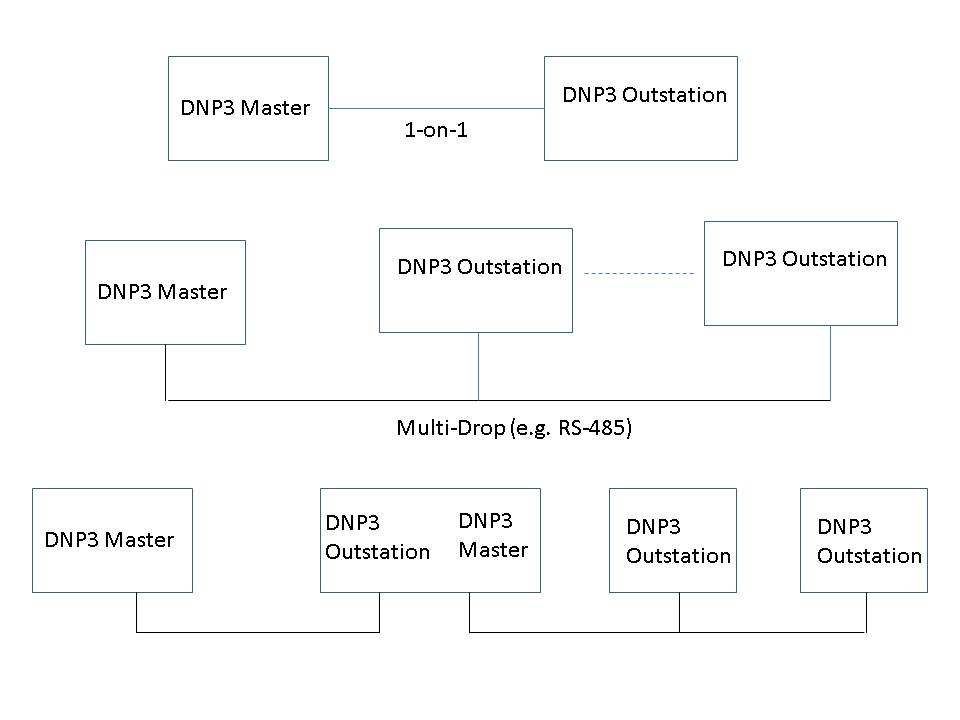 DNP3 Master
DNP3 Outstation
1-on-1
DNP3 Master
DNP3 Outstation
DNP3 Outstation
Multi-Drop (e.g. RS-485)
DNP3 Master
DNP3
Outstation
DNP3
Master
DNP3
Outstation
DNP3
Outstation